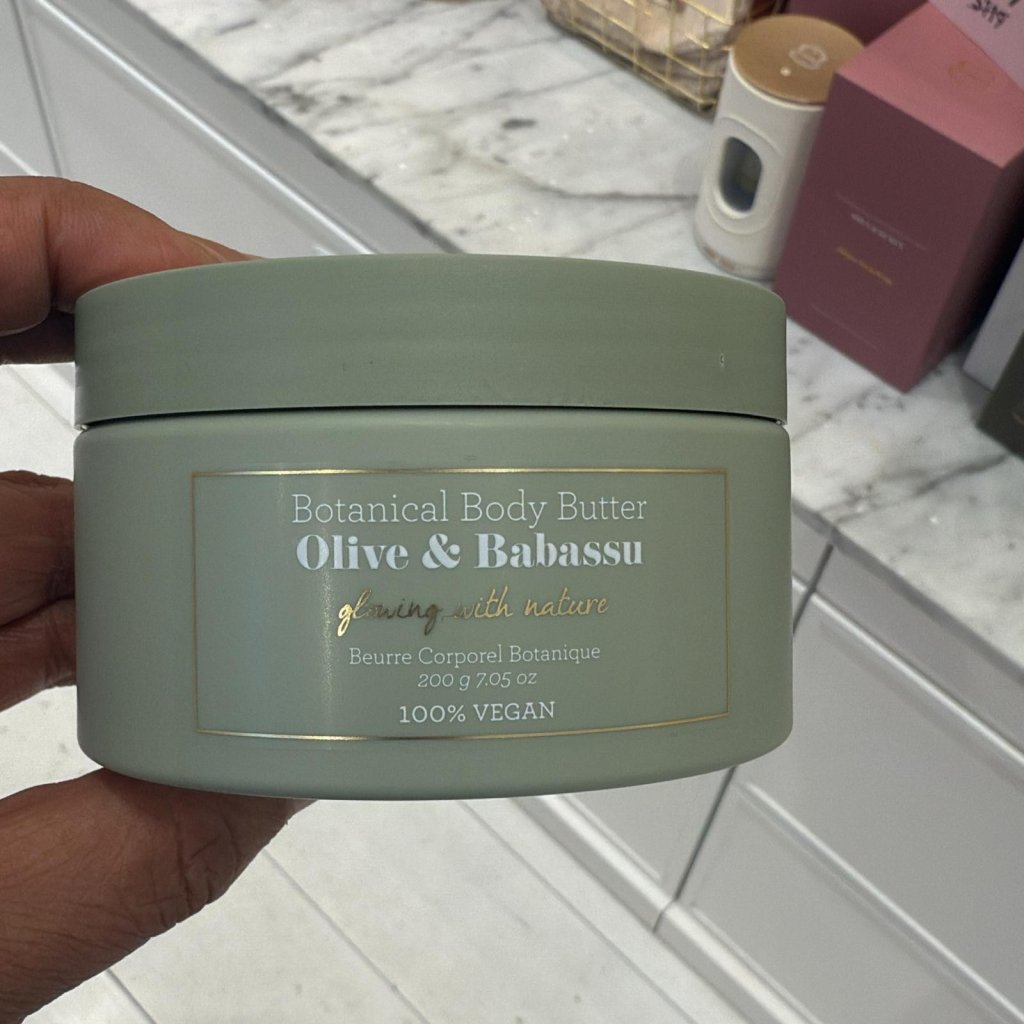 Botanical Body Butter
Olive & Babassu
glowing with nature
Beurre Corporel Botanique
200 g 7.05 oz
100% VEGAN